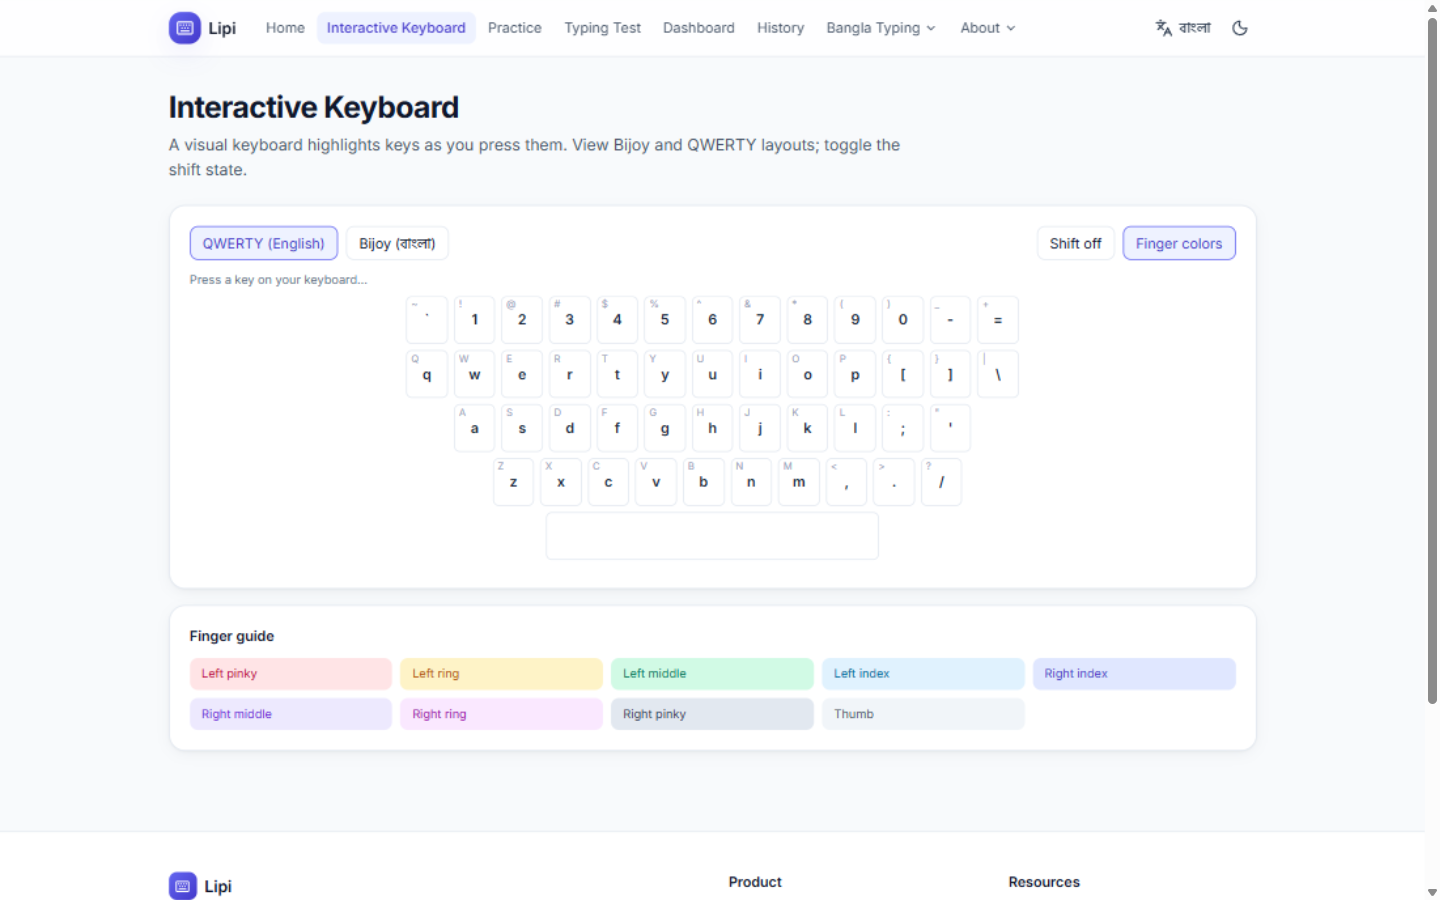 Lipi Home Interactive Keyboard Practice Typing Test Dashboard History Bangla Typing About বাংলা
Interactive Keyboard
A visual keyboard highlights keys as you press them. View Bijoy and QWERTY layouts; toggle the
shift state.
QWERTY (English) Bijoy (বাংলা) Shift off Finger colors
Press a key on your keyboard...
~ ` ! 1 @ 2 # 3 $ 4 % 5 ^ 6 & 7 * 8 ( 9 ) 0 _ - + =
Q q W w E e R r T t Y y U u I i O o P p { [ } ] | \
A a S s D d F f G g H h J j K k L l : ; " '
Z z X x C c V v B b N n M m < , > . ? /
Finger guide
Left pinky Left ring Left middle Left index Right index
Right middle Right ring Right pinky Thumb
Lipi Product Resources